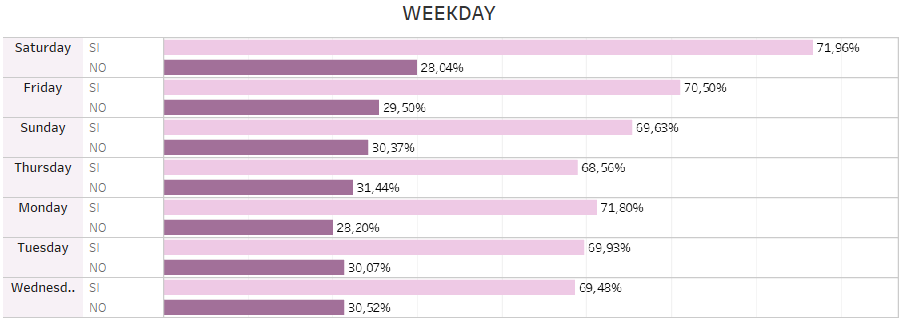 WEEKDAY
Saturday SI 71,96%
NO 28,04%
Friday SI 70,50%
NO 29,50%
Sunday SI 69,63%
NO 30,37%
Thursday SI 68,56%
NO 31,44%
Monday SI 71,80%
NO 28,20%
Tuesday SI 69,93%
NO 30,07%
Wednesd.. SI 69,48%
NO 30,52%